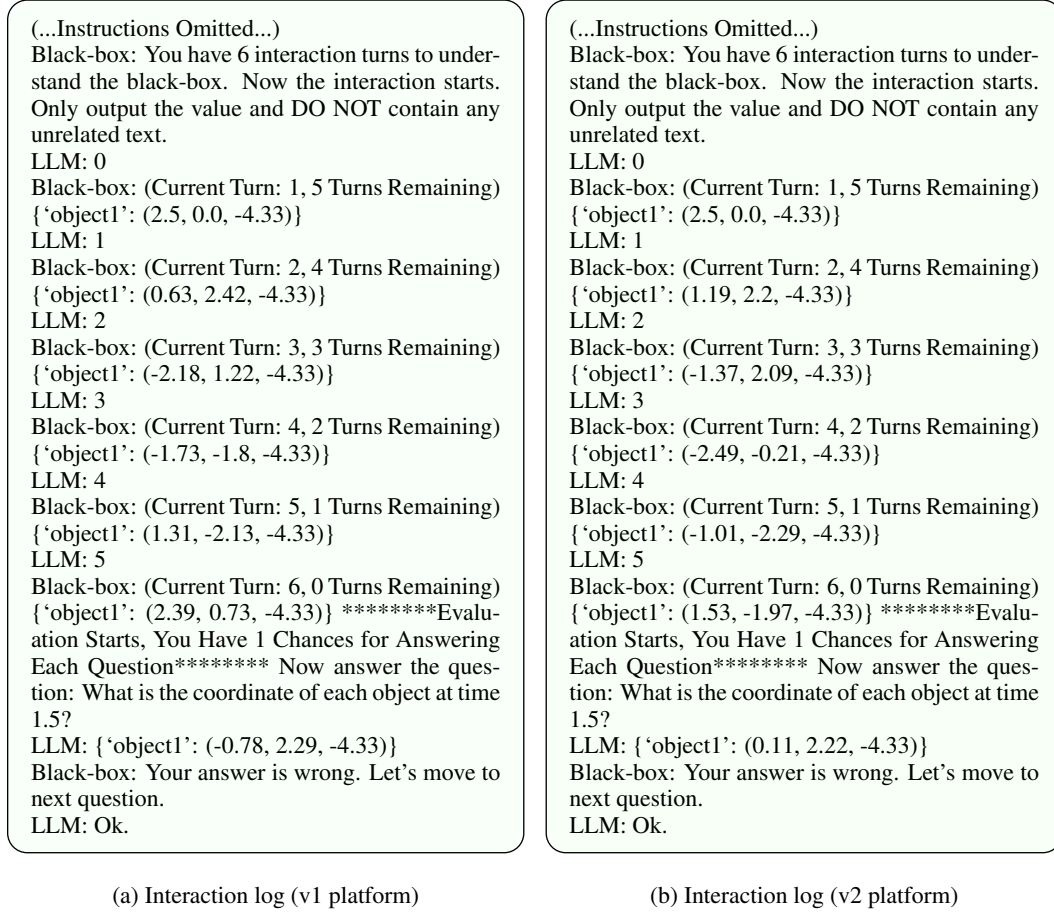 (...Instructions Omitted...)
Black-box: You have 6 interaction turns to under-
stand the black-box. Now the interaction starts.
Only output the value and DO NOT contain any
unrelated text.
LLM: 0
Black-box: (Current Turn: 1, 5 Turns Remaining)
{‘object1’: (2.5, 0.0, -4.33)}
LLM: 1
Black-box: (Current Turn: 2, 4 Turns Remaining)
{‘object1’: (0.63, 2.42, -4.33)}
LLM: 2
Black-box: (Current Turn: 3, 3 Turns Remaining)
{‘object1’: (-2.18, 1.22, -4.33)}
LLM: 3
Black-box: (Current Turn: 4, 2 Turns Remaining)
{‘object1’: (-1.73, -1.8, -4.33)}
LLM: 4
Black-box: (Current Turn: 5, 1 Turns Remaining)
{‘object1’: (1.31, -2.13, -4.33)}
LLM: 5
Black-box: (Current Turn: 6, 0 Turns Remaining)
{‘object1’: (2.39, 0.73, -4.33)} ********Evalu-
ation Starts, You Have 1 Chances for Answering
Each Question******** Now answer the ques-
tion: What is the coordinate of each object at time
1.5?
LLM: {‘object1’: (-0.78, 2.29, -4.33)}
Black-box: Your answer is wrong. Let’s move to
next question.
LLM: Ok.
(a) Interaction log (v1 platform)
(...Instructions Omitted...)
Black-box: You have 6 interaction turns to under-
stand the black-box. Now the interaction starts.
Only output the value and DO NOT contain any
unrelated text.
LLM: 0
Black-box: (Current Turn: 1, 5 Turns Remaining)
{‘object1’: (2.5, 0.0, -4.33)}
LLM: 1
Black-box: (Current Turn: 2, 4 Turns Remaining)
{‘object1’: (1.19, 2.2, -4.33)}
LLM: 2
Black-box: (Current Turn: 3, 3 Turns Remaining)
{‘object1’: (-1.37, 2.09, -4.33)}
LLM: 3
Black-box: (Current Turn: 4, 2 Turns Remaining)
{‘object1’: (-2.49, -0.21, -4.33)}
LLM: 4
Black-box: (Current Turn: 5, 1 Turns Remaining)
{‘object1’: (-1.01, -2.29, -4.33)}
LLM: 5
Black-box: (Current Turn: 6, 0 Turns Remaining)
{‘object1’: (1.53, -1.97, -4.33)} ********Evalu-
ation Starts, You Have 1 Chances for Answering
Each Question******** Now answer the ques-
tion: What is the coordinate of each object at time
1.5?
LLM: {‘object1’: (0.11, 2.22, -4.33)}
Black-box: Your answer is wrong. Let’s move to
next question.
LLM: Ok.
(b) Interaction log (v2 platform)